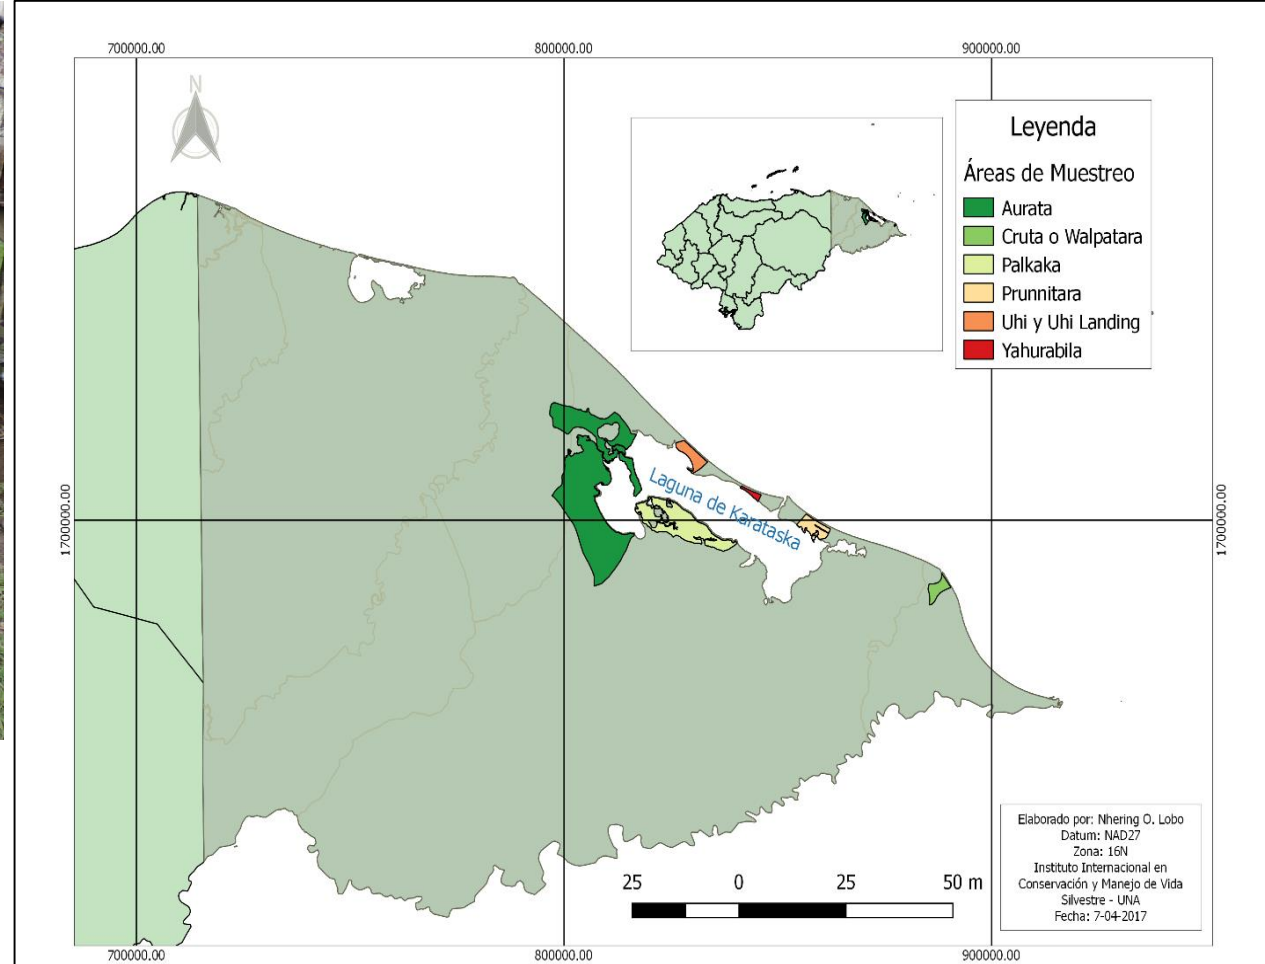 700000.00
800000.00
900000.00
N
Leyenda
Áreas de Muestreo
Aurata
Cruta o Walpatara
Palkaka
Prunnitara
Uhi y Uhi Landing
Yahurabila
1700000.00
1700000.00
Laguna de Karataska
25 0 25 50 m
Elaborado por: Nhering O. Lobo
Datum: NAD27
Zona: 16N
Instituto Internacional en
Conservación y Manejo de Vida
Silvestre - UNA
Fecha: 7-04-2017
700000.00
800000.00
900000.00